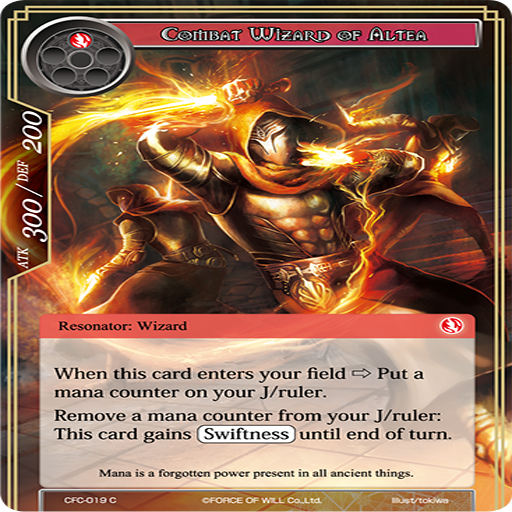 Combat Wizard of Altea
ATK 300 / DEF 200
Resonator: Wizard
When this card enters your field ⇨ Put a
mana counter on your J/ruler.
Remove a mana counter from your J/ruler:
This card gains Swiftness until end of turn.
Mana is a forgotten power present in all ancient things.
CFC-019 C ©FORCE OF WILL Co.,Ltd. Illust/tokiwa